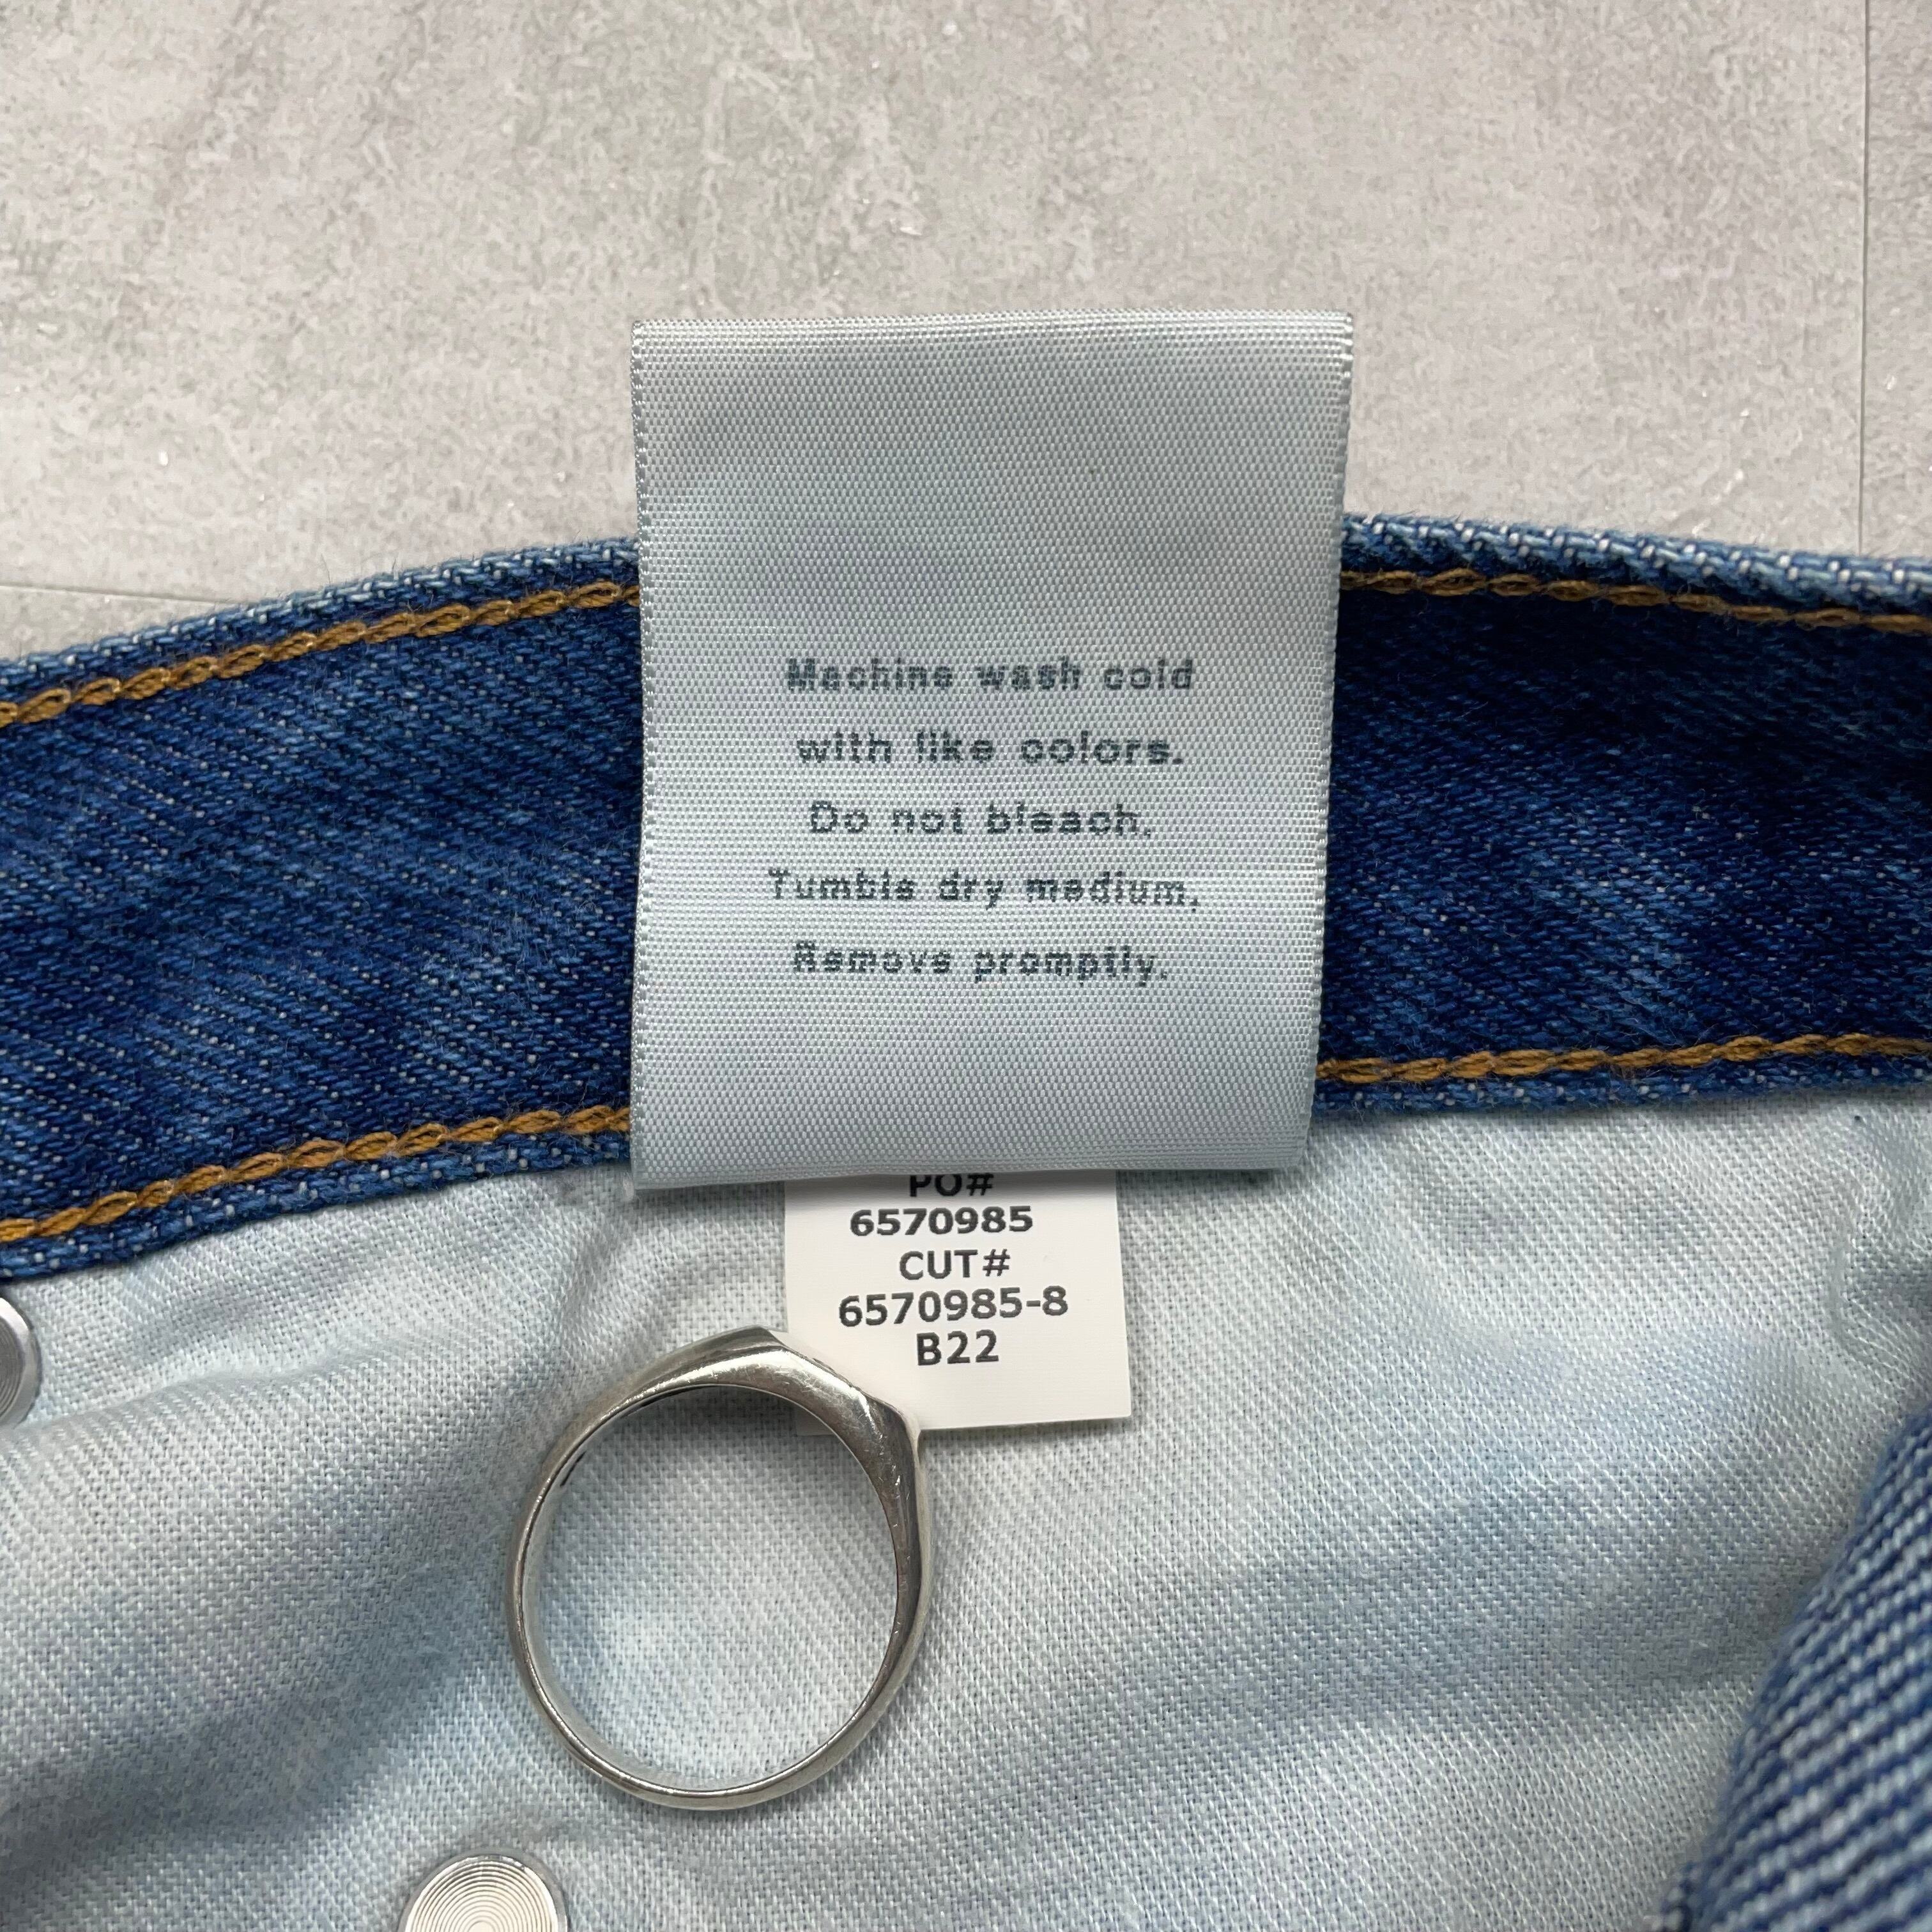 Machine wash cold
with like colors.
Do not bleach.
Tumble dry medium.
Remove promptly.
PO#
6570985
CUT#
6570985-8
B22